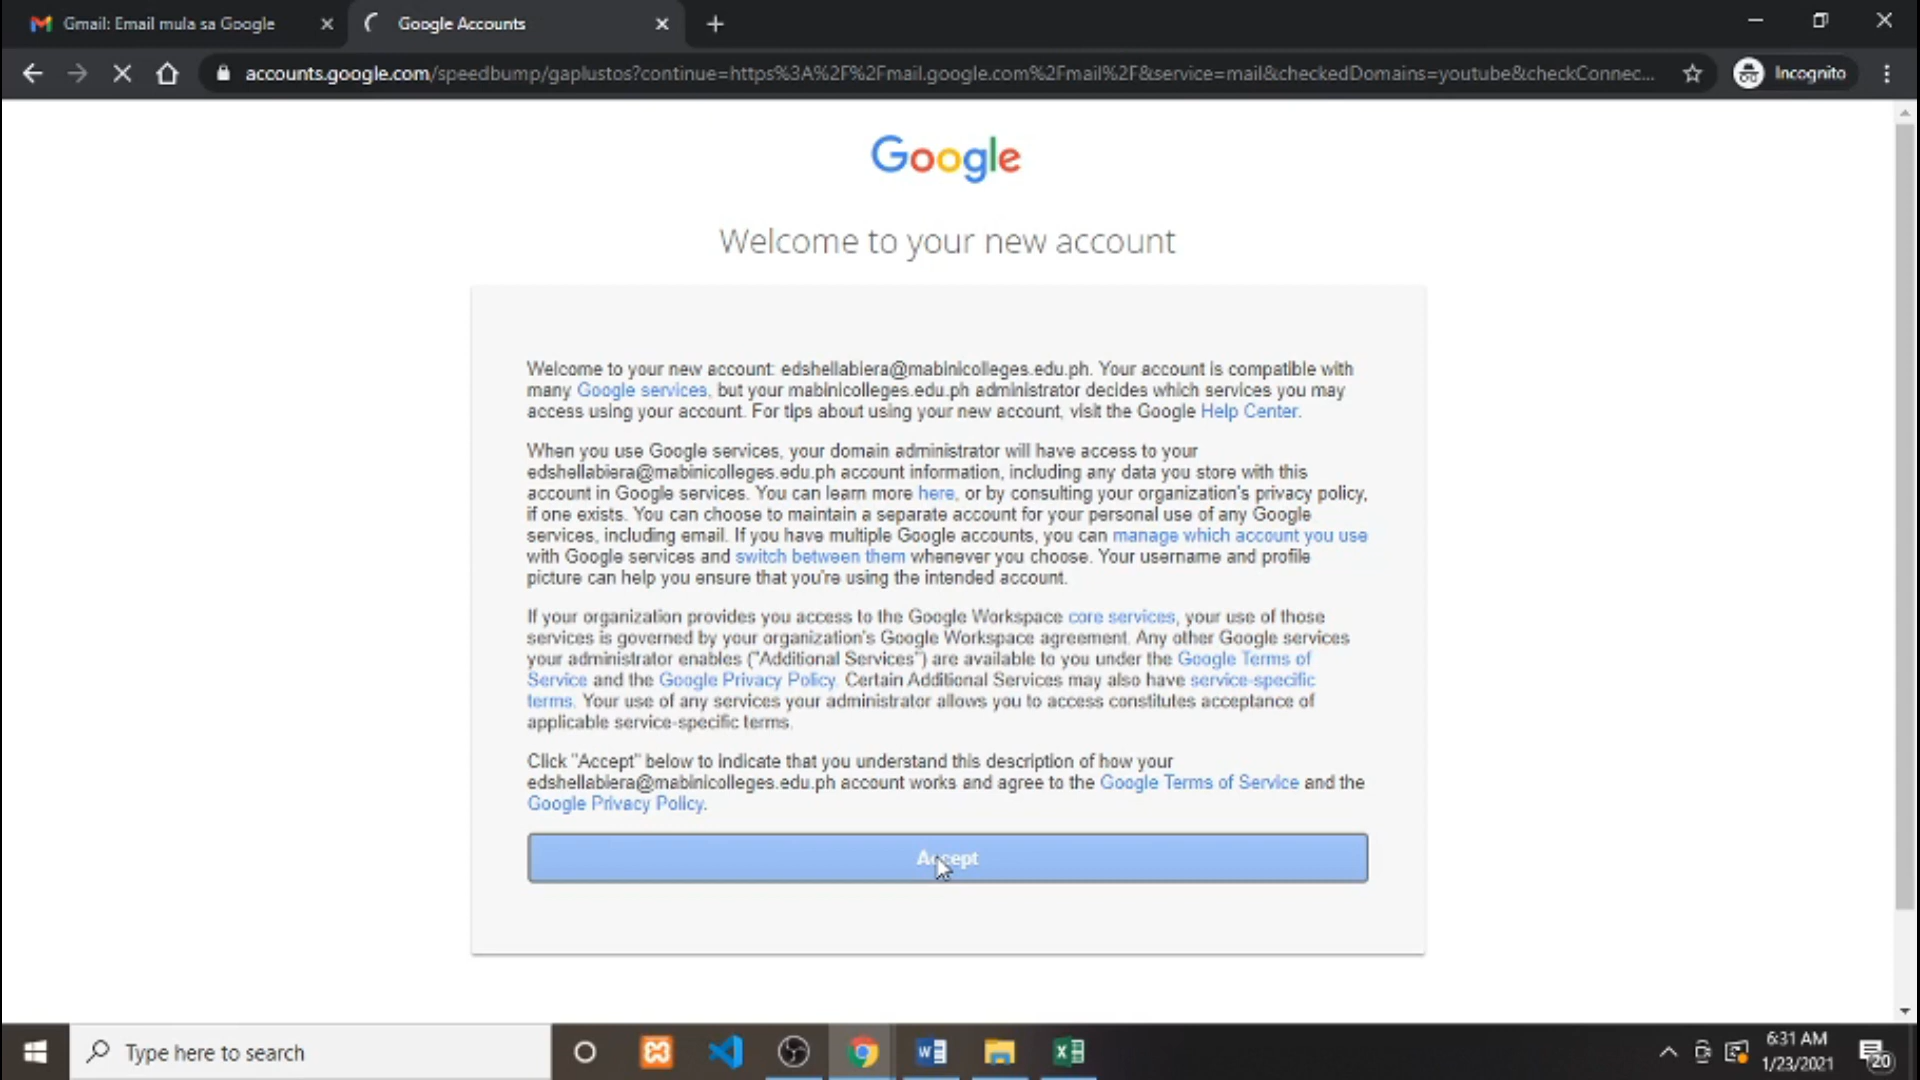 Gmail: Email mula sa Google
Google Accounts
accounts.google.com/speedbump/gaplustos?continue=https%3A%2F%2Fmail.google.com%2Fmail%2F&service=mail&checkedDomains=youtube&checkConnec...
Incognito
Google
Welcome to your new account
Welcome to your new account: edshellabiera@mabinicolleges.edu.ph. Your account is compatible with
many Google services, but your mabinicolleges.edu.ph administrator decides which services you may
access using your account. For tips about using your new account, visit the Google Help Center.
When you use Google services, your domain administrator will have access to your
edshellabiera@mabinicolleges.edu.ph account information, including any data you store with this
account in Google services. You can learn more here, or by consulting your organization's privacy policy,
if one exists. You can choose to maintain a separate account for your personal use of any Google
services, including email. If you have multiple Google accounts, you can manage which account you use
with Google services and switch between them whenever you choose. Your username and profile
picture can help you ensure that you're using the intended account.
If your organization provides you access to the Google Workspace core services, your use of those
services is governed by your organization's Google Workspace agreement. Any other Google services
your administrator enables ("Additional Services") are available to you under the Google Terms of
Service and the Google Privacy Policy. Certain Additional Services may also have service-specific
terms. Your use of any services your administrator allows you to access constitutes acceptance of
applicable service-specific terms.
Click "Accept" below to indicate that you understand this description of how your
edshellabiera@mabinicolleges.edu.ph account works and agree to the Google Terms of Service and the
Google Privacy Policy.
Accept
Type here to search
6:31 AM
1/23/2021
20